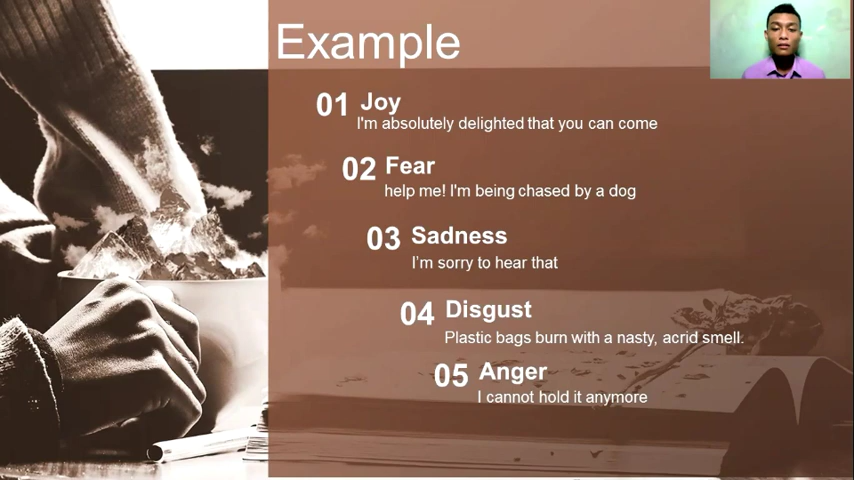 Example
01 Joy
I'm absolutely delighted that you can come
02 Fear
help me! I'm being chased by a dog
03 Sadness
I'm sorry to hear that
04 Disgust
Plastic bags burn with a nasty, acrid smell.
05 Anger
I cannot hold it anymore